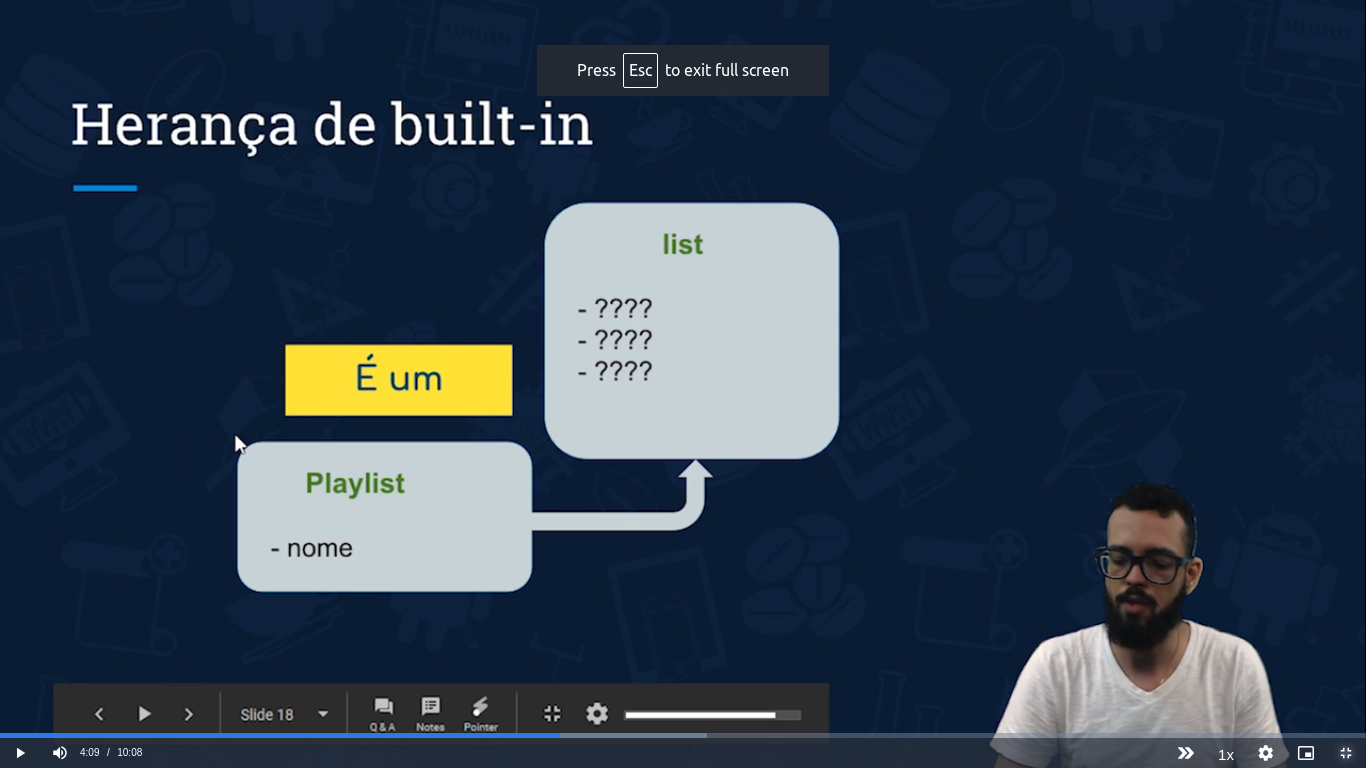 Press Esc to exit full screen
Herança de built-in
list
- ????
- ????
- ????
É um
Playlist
- nome
Slide 18
Q & A
Notes
Pointer
4:09 / 10:08
1x